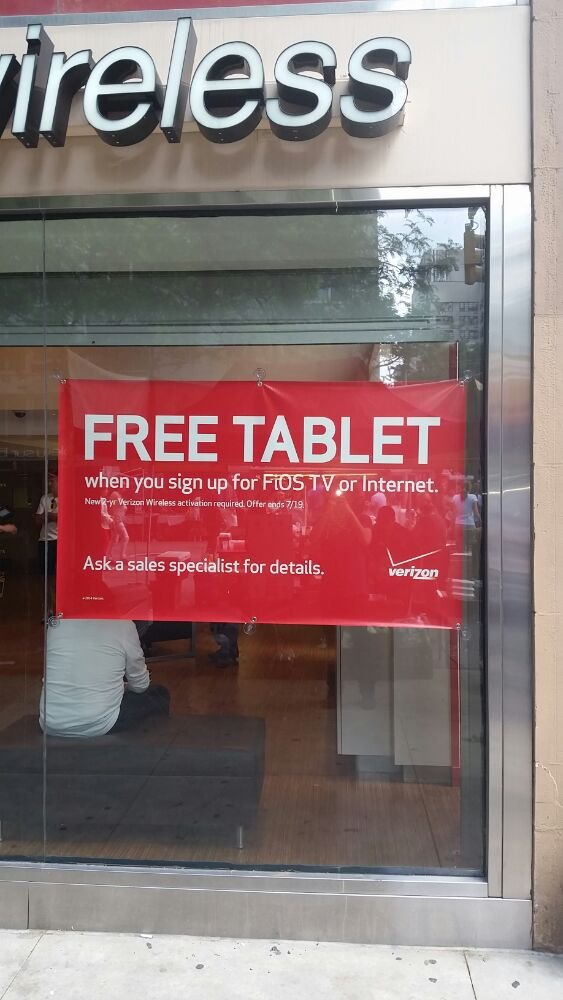 wireless
FREE TABLET
when you sign up for FiOS TV or Internet.
New 2-yr Verizon Wireless activation required. Offer ends 7/19.
Ask a sales specialist for details.
verizon